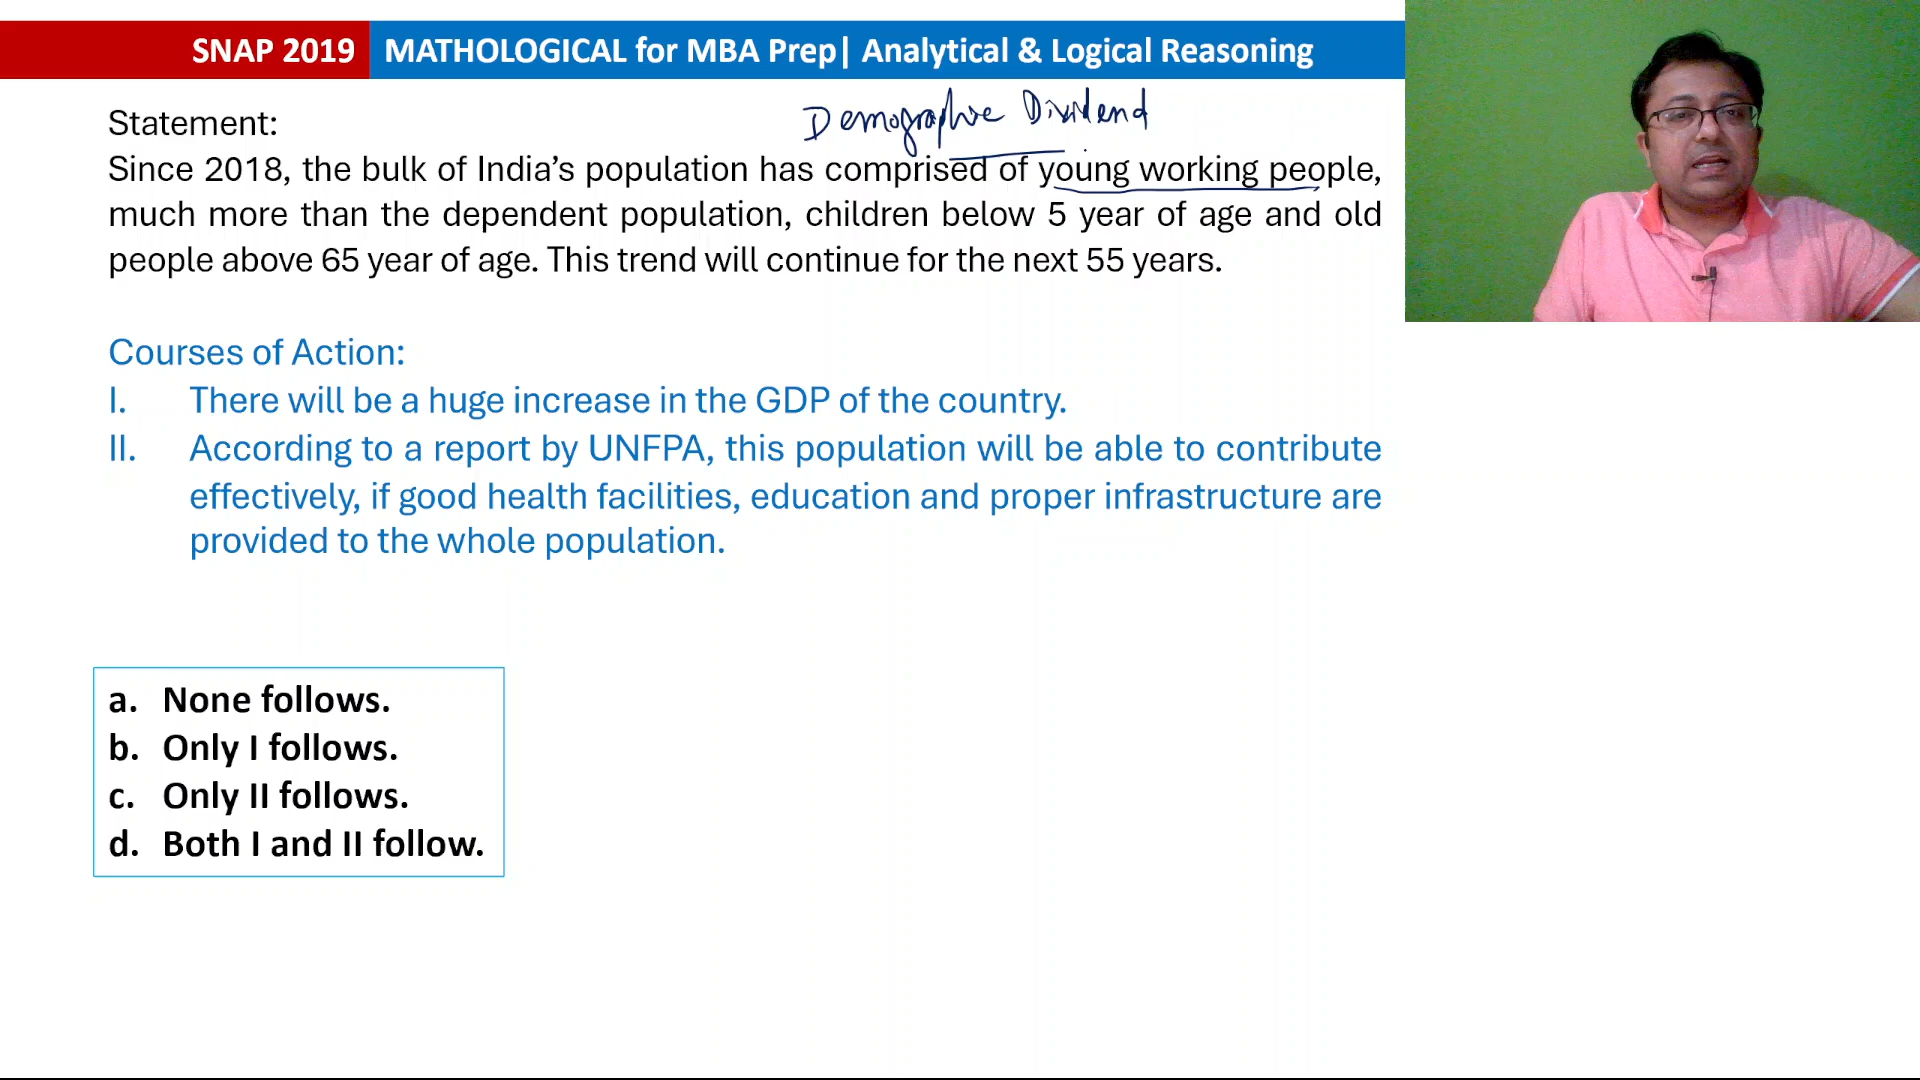 SNAP 2019 MATHOLOGICAL for MBA Prep| Analytical & Logical Reasoning
Demographic Dividend
Statement:
Since 2018, the bulk of India’s population has comprised of young working people,
much more than the dependent population, children below 5 year of age and old
people above 65 year of age. This trend will continue for the next 55 years.
Courses of Action:
I. There will be a huge increase in the GDP of the country.
II. According to a report by UNFPA, this population will be able to contribute
effectively, if good health facilities, education and proper infrastructure are
provided to the whole population.
a. None follows.
b. Only I follows.
c. Only II follows.
d. Both I and II follow.